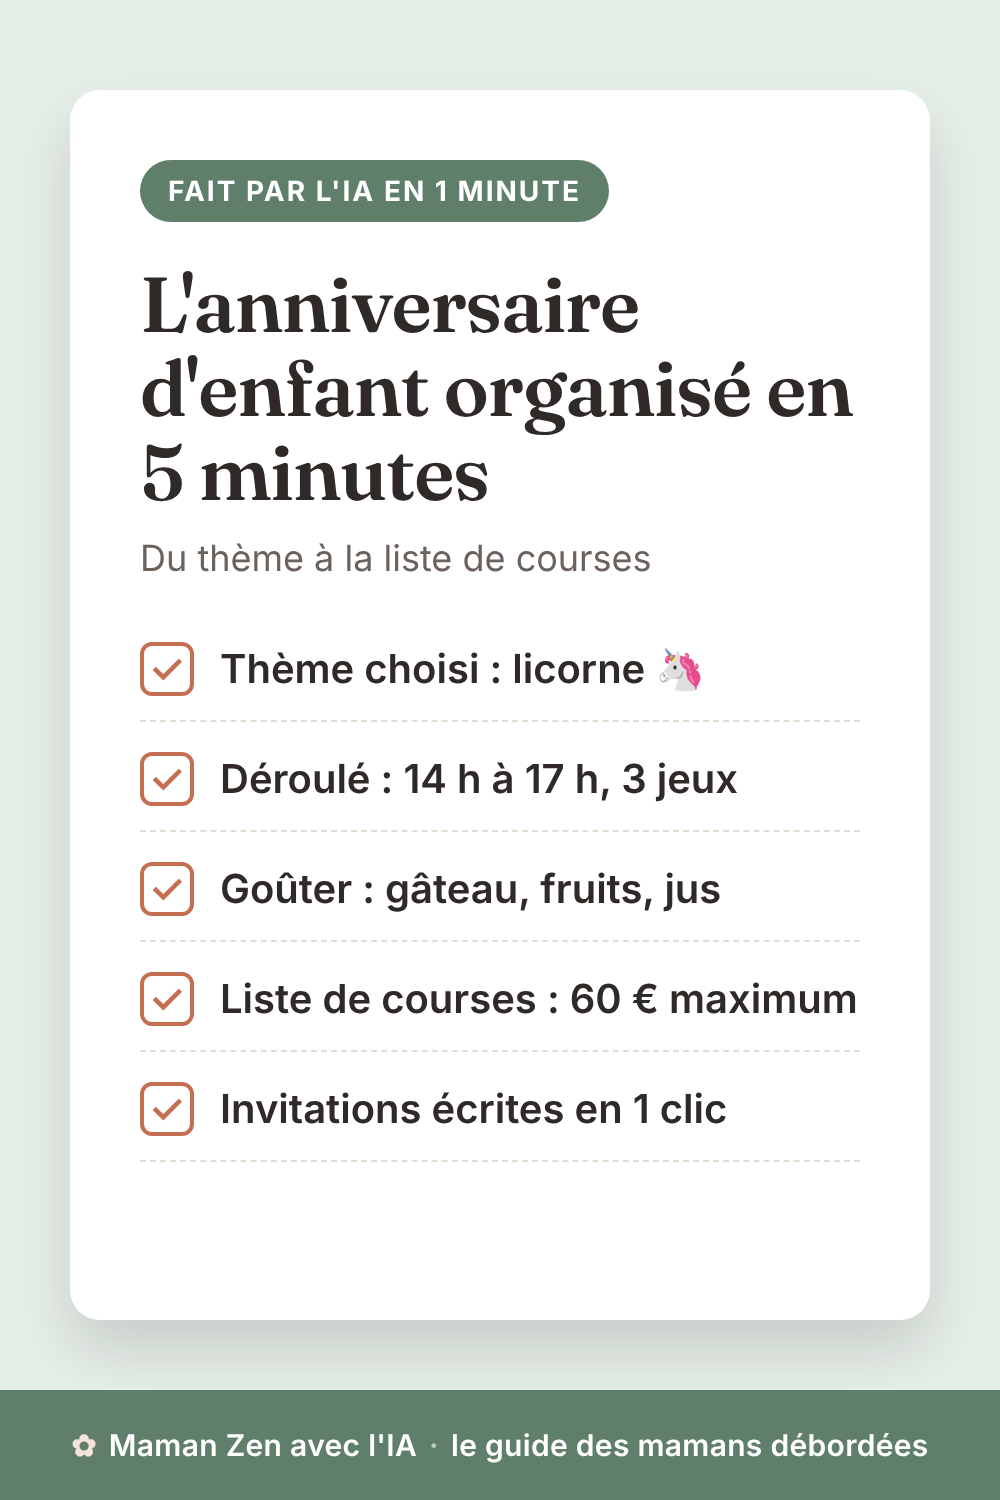 FAIT PAR L'IA EN 1 MINUTE
L'anniversaire
d'enfant organisé en
5 minutes
Du thème à la liste de courses
Thème choisi : licorne 🦄
Déroulé : 14 h à 17 h, 3 jeux
Goûter : gâteau, fruits, jus
Liste de courses : 60 € maximum
Invitations écrites en 1 clic
✿ Maman Zen avec l'IA · le guide des mamans débordées